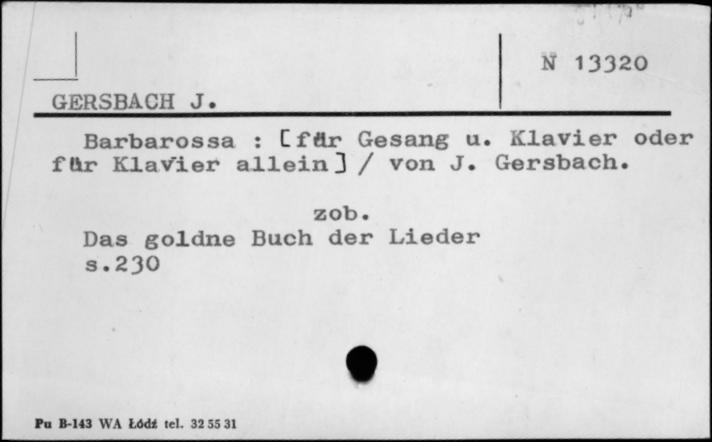 N 13320
GERSBACH J.
Barbarossa : [für Gesang u. Klavier oder
für Klavier allein] / von J. Gersbach.
zob.
Das goldne Buch der Lieder
s.230
Pu B-143 WA Łódź tel. 32 55 31